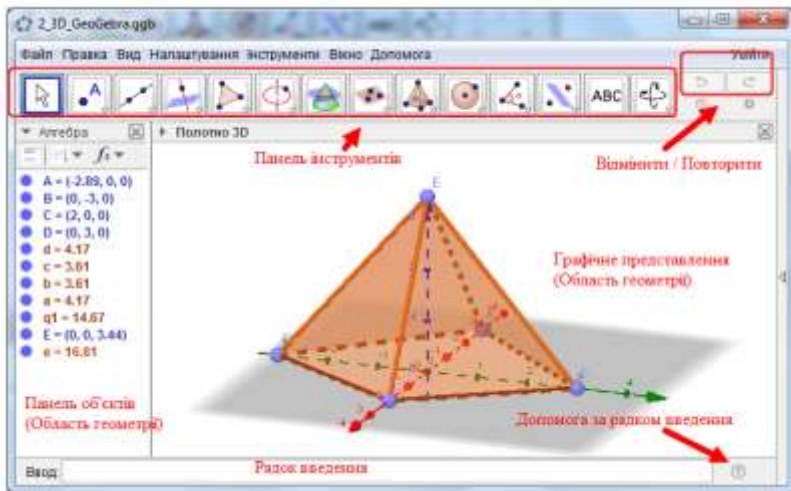 2_3D_GeoGebra.ggb
Файл Правка Вид Налаштування Інструменти Вікно Допомога
Увійти
ABC
Алгебра
Полотно 3D
Панель інструментів
Відмінити / Повторити
A = (-2.89, 0, 0)
B = (0, -3, 0)
C = (2, 0, 0)
D = (0, 3, 0)
d = 4.17
c = 3.61
b = 3.61
a = 4.17
q1 = 14.67
E = (0, 0, 3.44)
e = 16.81
E
Графічне представлення
(Область геометрії)
Панель об'єктів
(Область геометрії)
Допомога за рядком введення
Ввод:
Рядок введення